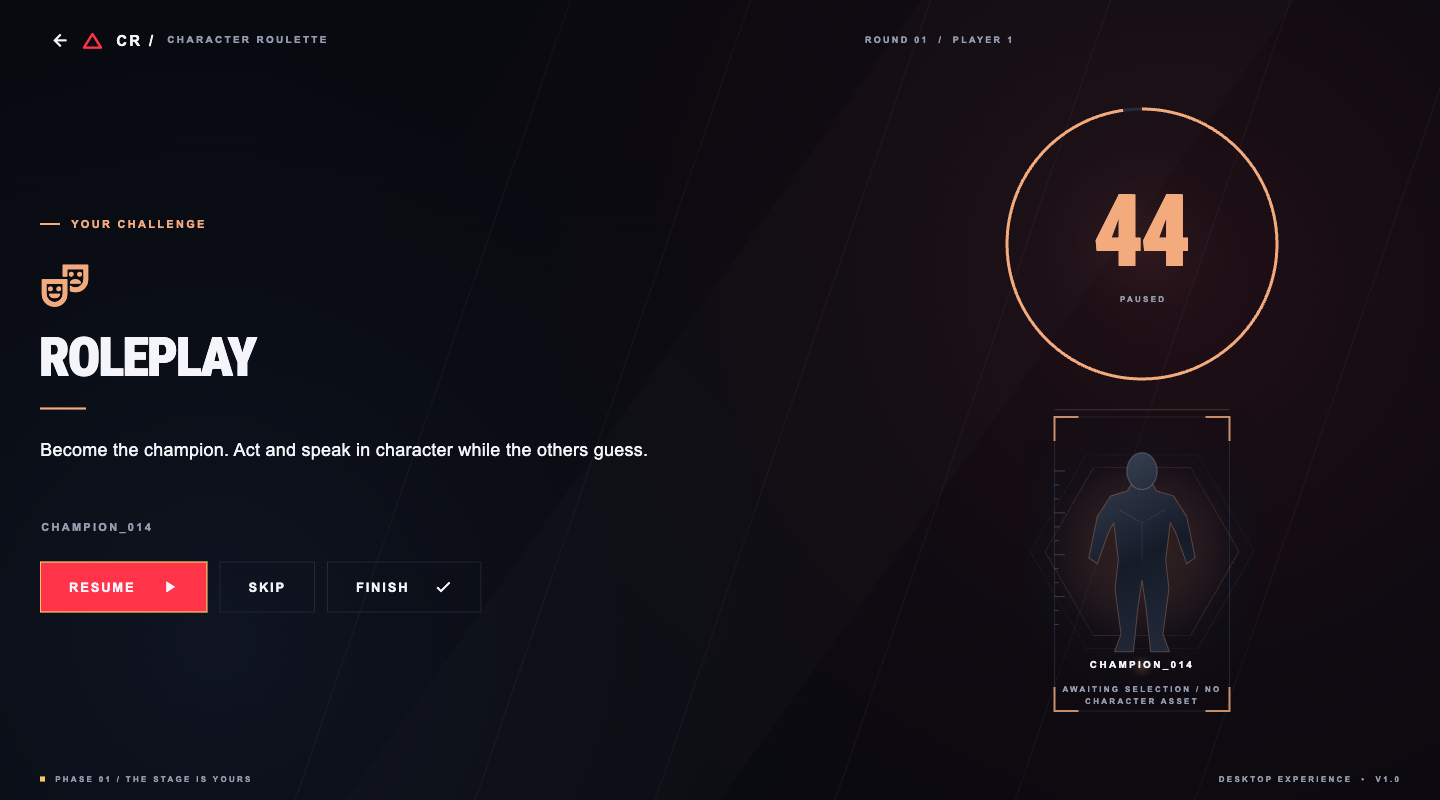 CR / CHARACTER ROULETTE
ROUND 01 / PLAYER 1
YOUR CHALLENGE
ROLEPLAY
Become the champion. Act and speak in character while the others guess.
CHAMPION_014
RESUME
SKIP
FINISH
44
PAUSED
CHAMPION_014
AWAITING SELECTION / NO
CHARACTER ASSET
PHASE 01 / THE STAGE IS YOURS
DESKTOP EXPERIENCE • V1.0